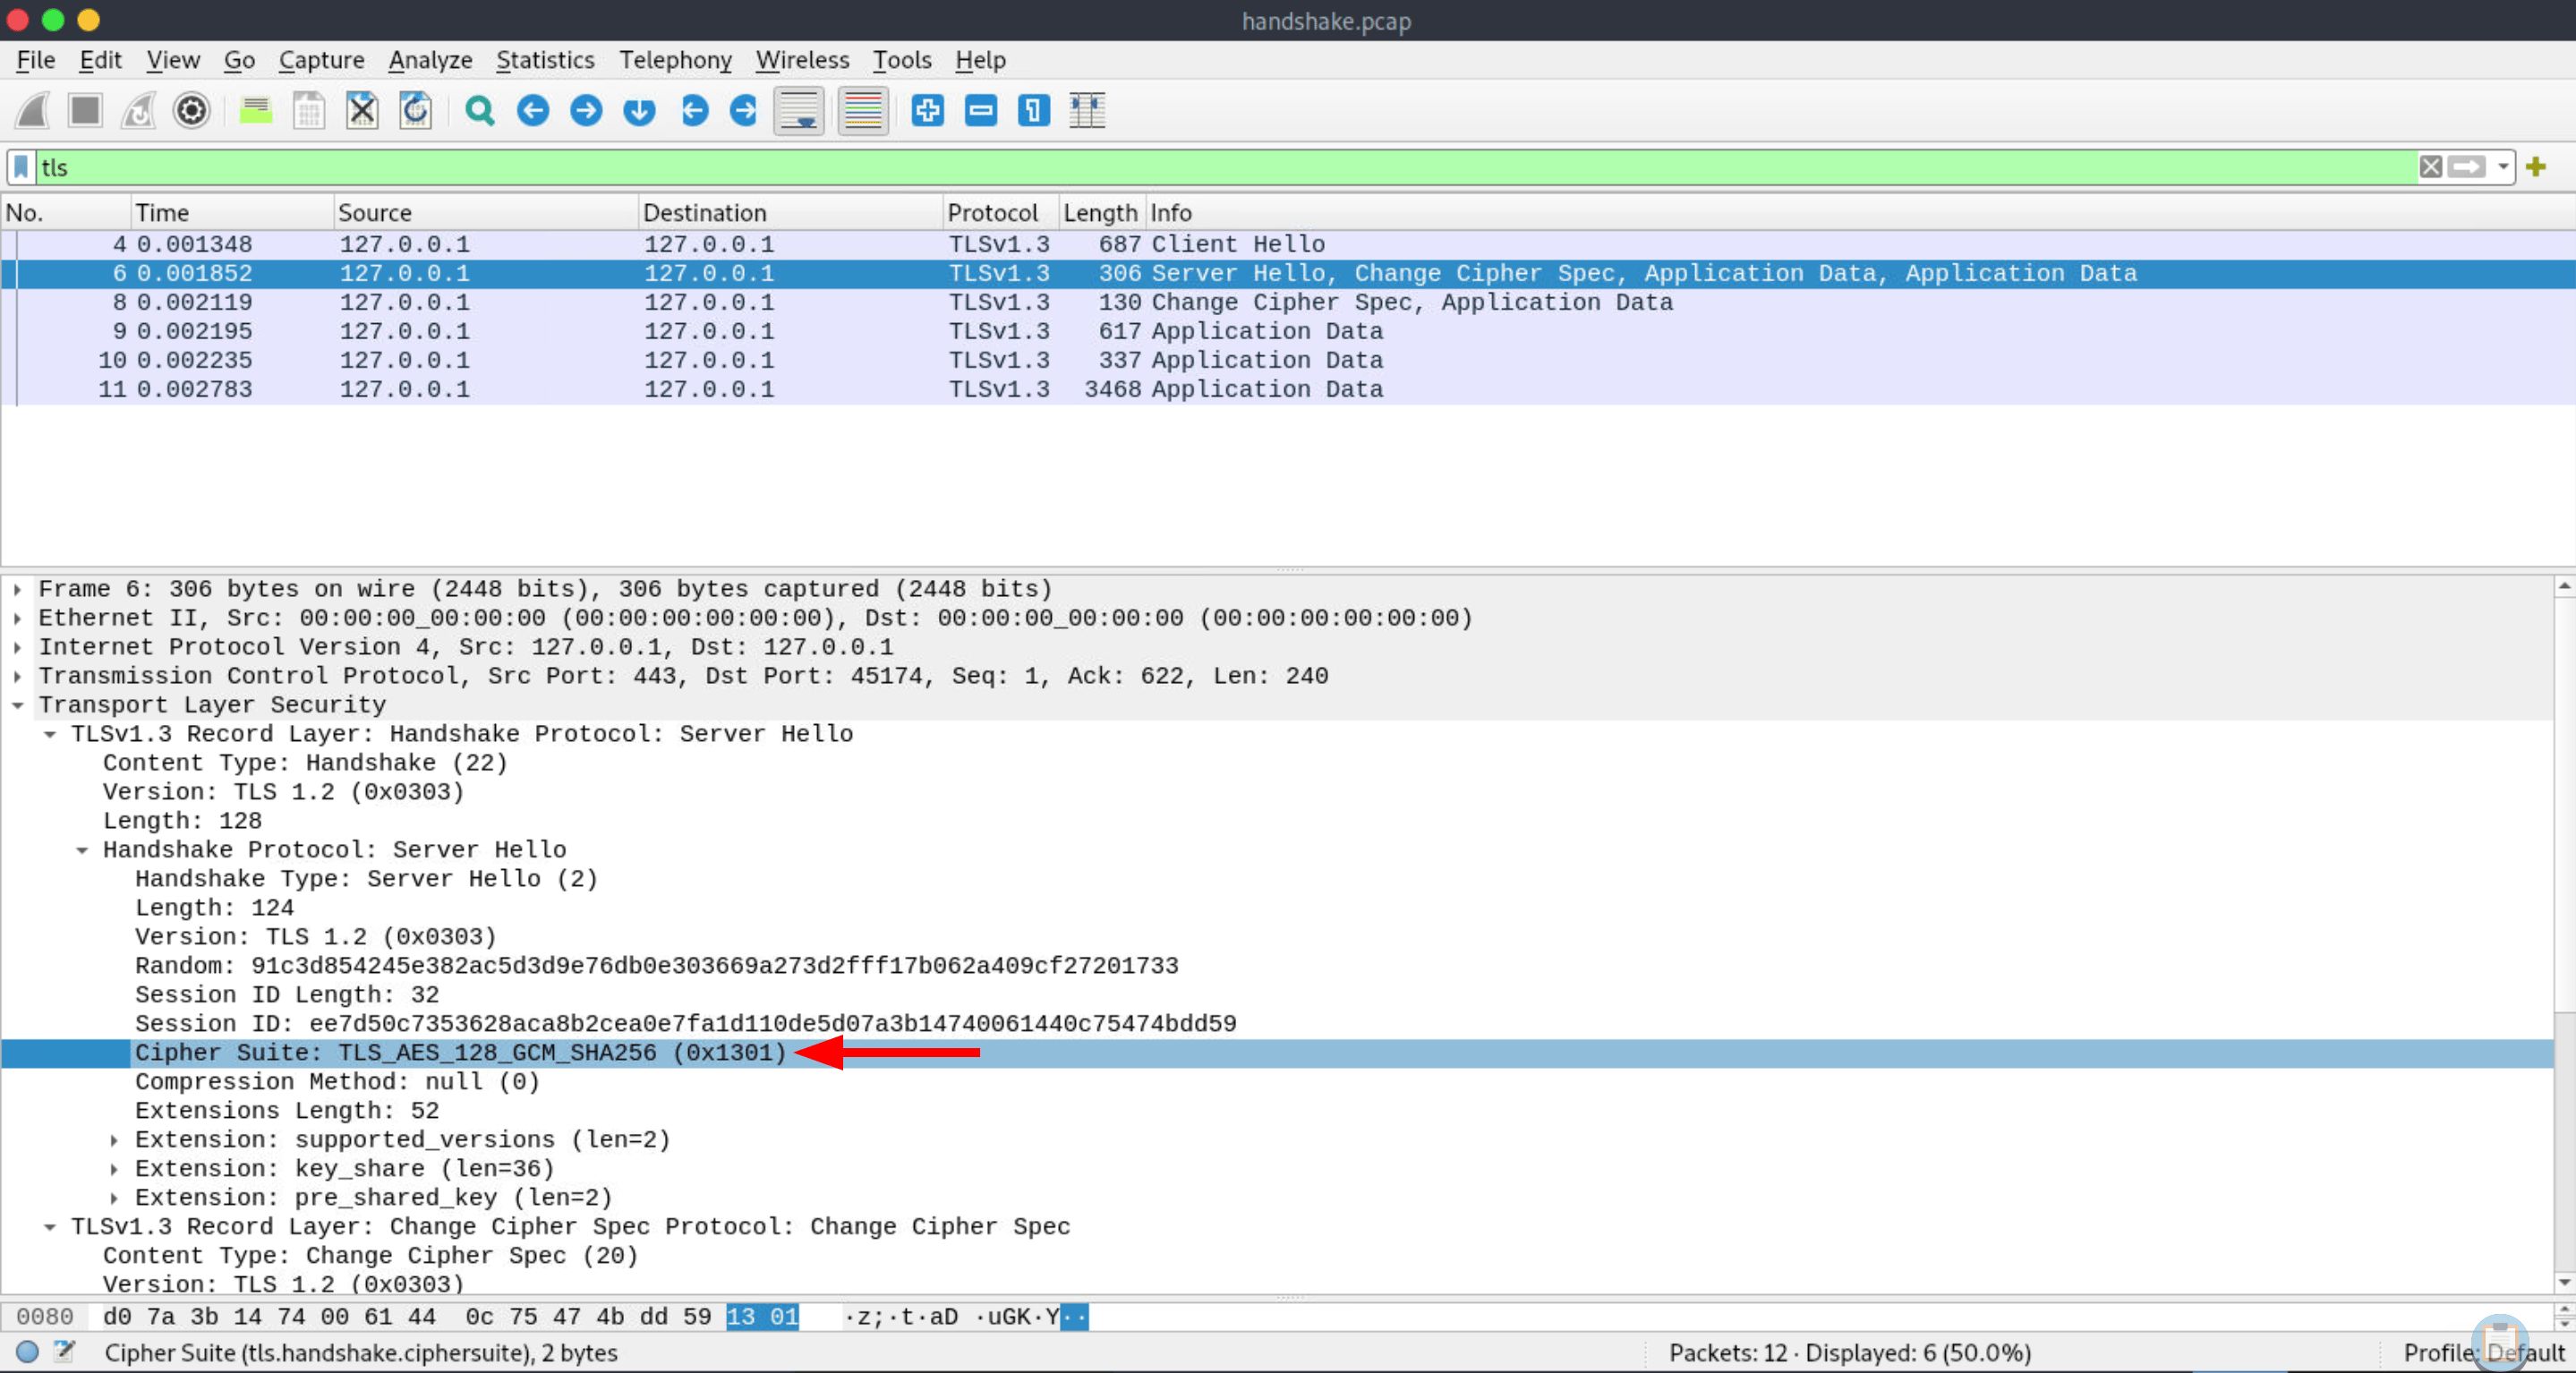 handshake.pcap
File Edit View Go Capture Analyze Statistics Telephony Wireless Tools Help
tls
No. Time Source Destination Protocol Length Info
4 0.001348 127.0.0.1 127.0.0.1 TLSv1.3 687 Client Hello
6 0.001852 127.0.0.1 127.0.0.1 TLSv1.3 306 Server Hello, Change Cipher Spec, Application Data, Application Data
8 0.002119 127.0.0.1 127.0.0.1 TLSv1.3 130 Change Cipher Spec, Application Data
9 0.002195 127.0.0.1 127.0.0.1 TLSv1.3 617 Application Data
10 0.002235 127.0.0.1 127.0.0.1 TLSv1.3 337 Application Data
11 0.002783 127.0.0.1 127.0.0.1 TLSv1.3 3468 Application Data
Frame 6: 306 bytes on wire (2448 bits), 306 bytes captured (2448 bits)
Ethernet II, Src: 00:00:00_00:00:00 (00:00:00:00:00:00), Dst: 00:00:00_00:00:00 (00:00:00:00:00:00)
Internet Protocol Version 4, Src: 127.0.0.1, Dst: 127.0.0.1
Transmission Control Protocol, Src Port: 443, Dst Port: 45174, Seq: 1, Ack: 622, Len: 240
Transport Layer Security
TLSv1.3 Record Layer: Handshake Protocol: Server Hello
Content Type: Handshake (22)
Version: TLS 1.2 (0x0303)
Length: 128
Handshake Protocol: Server Hello
Handshake Type: Server Hello (2)
Length: 124
Version: TLS 1.2 (0x0303)
Random: 91c3d854245e382ac5d3d9e76db0e303669a273d2fff17b062a409cf27201733
Session ID Length: 32
Session ID: ee7d50c7353628aca8b2cea0e7fa1d110de5d07a3b14740061440c75474bdd59
Cipher Suite: TLS_AES_128_GCM_SHA256 (0x1301)
Compression Method: null (0)
Extensions Length: 52
Extension: supported_versions (len=2)
Extension: key_share (len=36)
Extension: pre_shared_key (len=2)
TLSv1.3 Record Layer: Change Cipher Spec Protocol: Change Cipher Spec
Content Type: Change Cipher Spec (20)
Version: TLS 1.2 (0x0303)
0080 d0 7a 3b 14 74 00 61 44 0c 75 47 4b dd 59 13 01 ·z;·t·aD ·uGK·Y··
Cipher Suite (tls.handshake.ciphersuite), 2 bytes Packets: 12 · Displayed: 6 (50.0%) Profile: Default